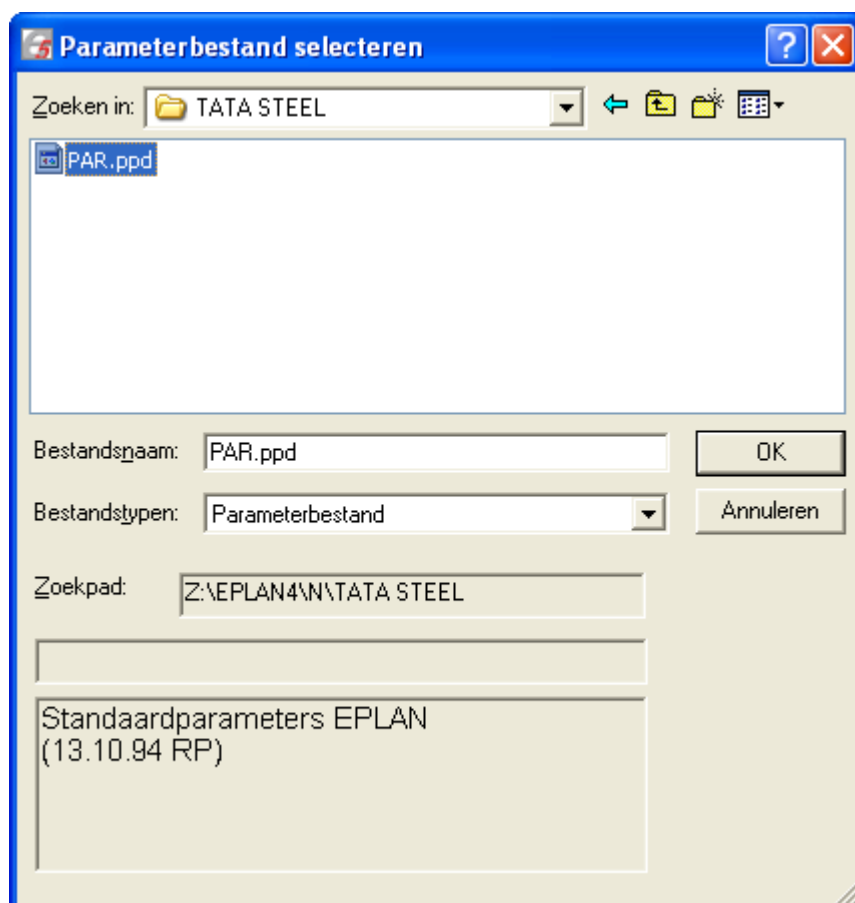 Parameterbestand selecteren
Zoeken in: TATA STEEL
PAR.ppd
Bestandsnaam: PAR.ppd OK
Bestandstypen: Parameterbestand Annuleren
Zoekpad: Z:\EPLAN4\N\TATA STEEL
Standaardparameters EPLAN
(13.10.94 RP)